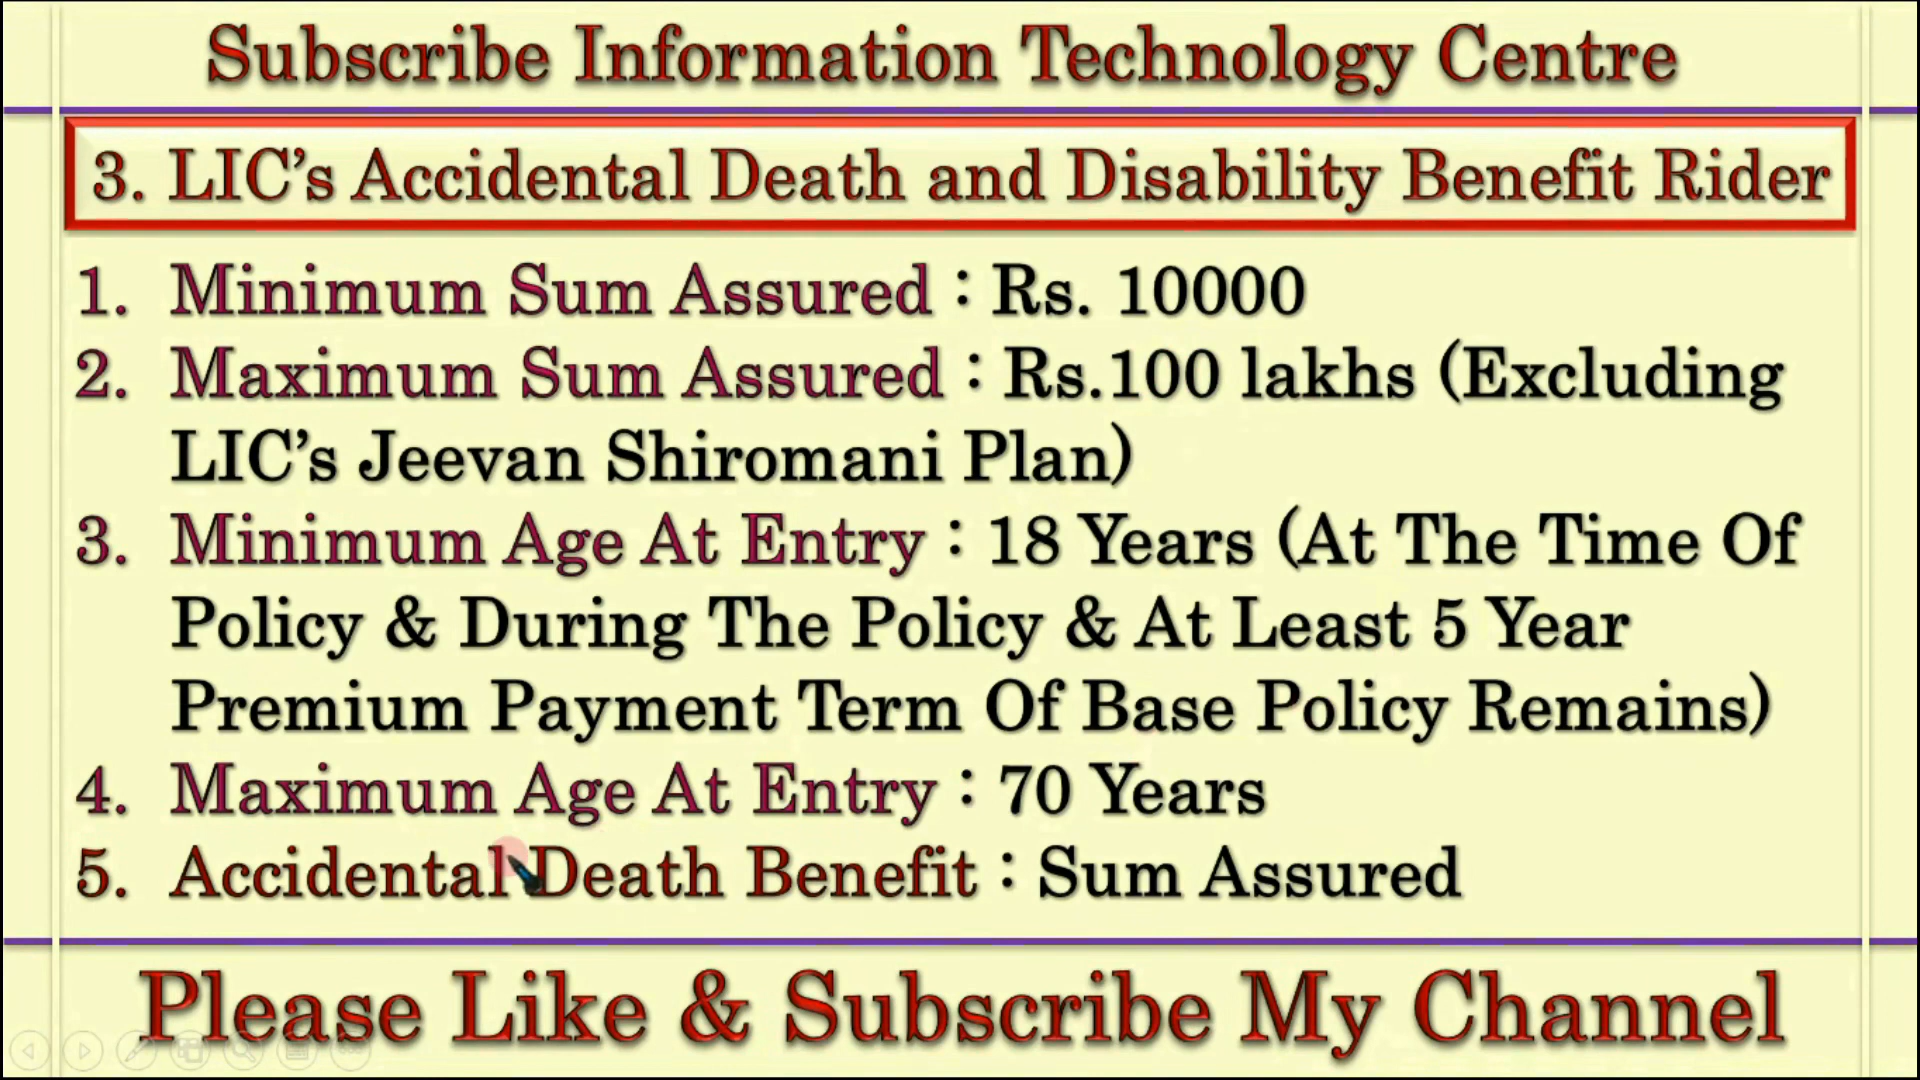 Subscribe Information Technology Centre
3. LIC’s Accidental Death and Disability Benefit Rider
1. Minimum Sum Assured : Rs. 10000
2. Maximum Sum Assured : Rs.100 lakhs (Excluding
LIC’s Jeevan Shiromani Plan)
3. Minimum Age At Entry : 18 Years (At The Time Of
Policy & During The Policy & At Least 5 Year
Premium Payment Term Of Base Policy Remains)
4. Maximum Age At Entry : 70 Years
5. Accidental Death Benefit : Sum Assured
Please Like & Subscribe My Channel